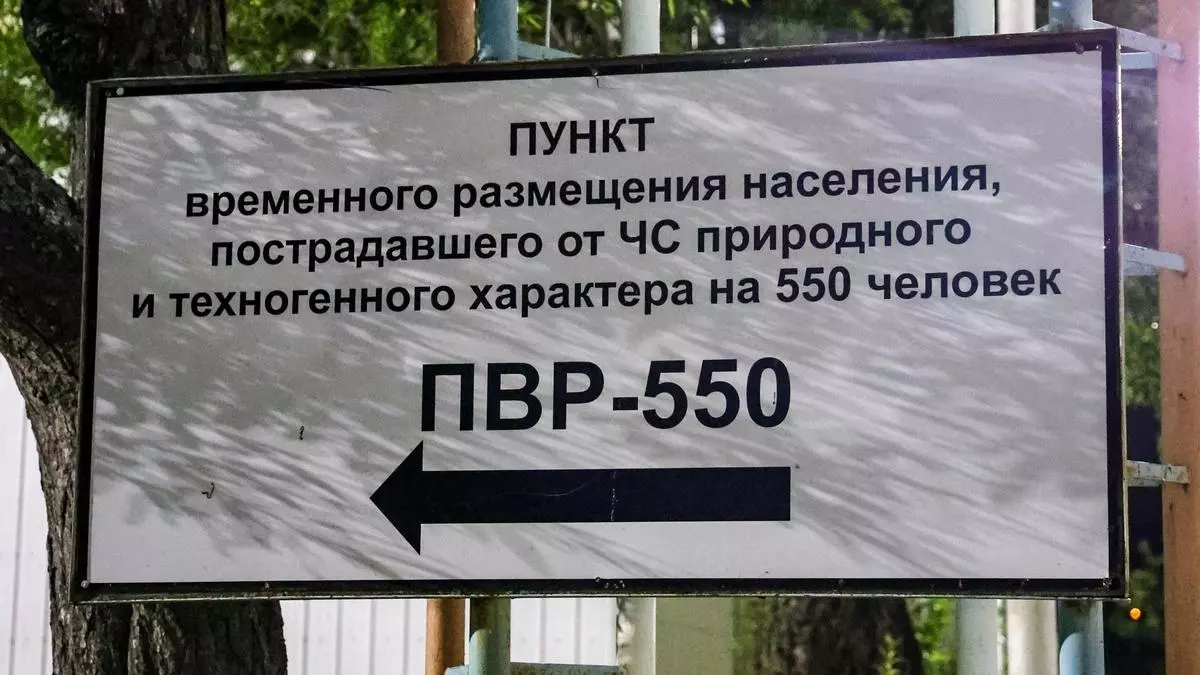 ПУНКТ
временного размещения населения,
пострадавшего от ЧС природного
и техногенного характера на 550 человек
ПВР-550